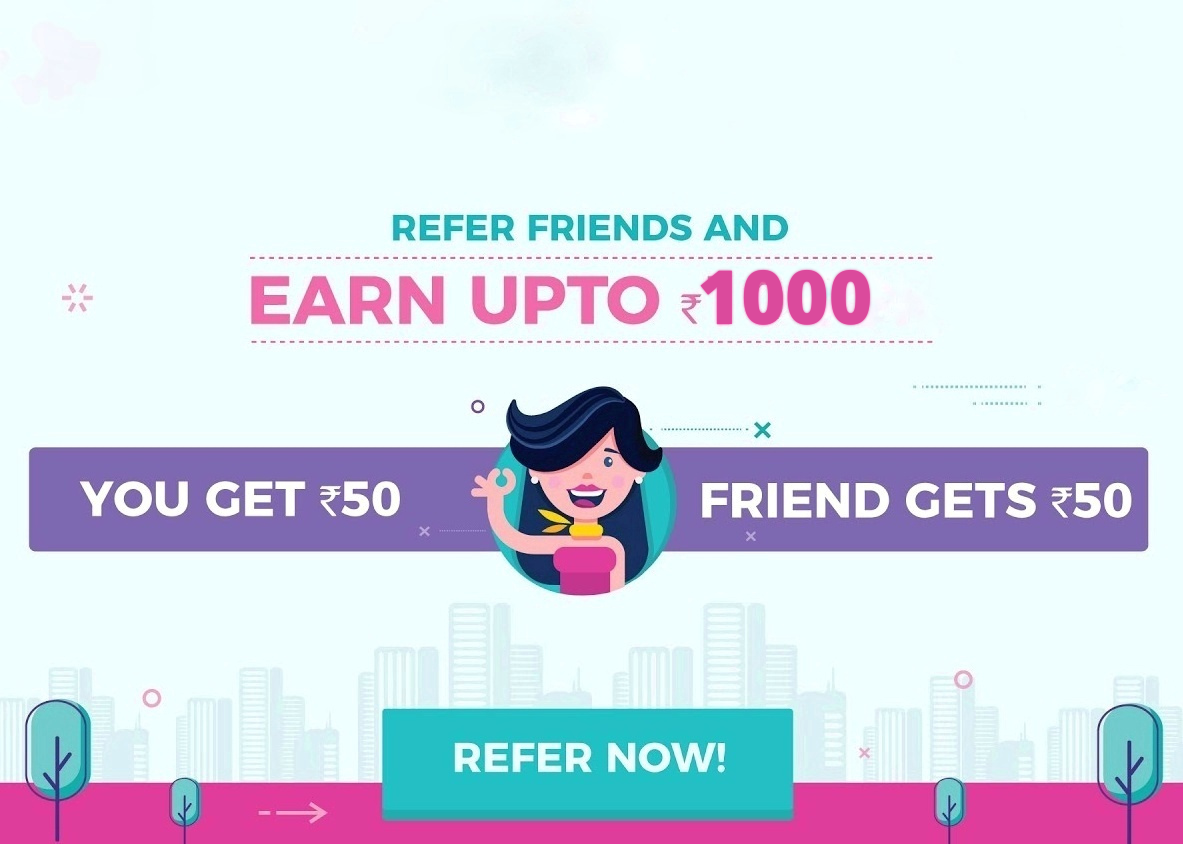 REFER FRIENDS AND
EARN UPTO ₹1000
YOU GET ₹50
FRIEND GETS ₹50
REFER NOW!